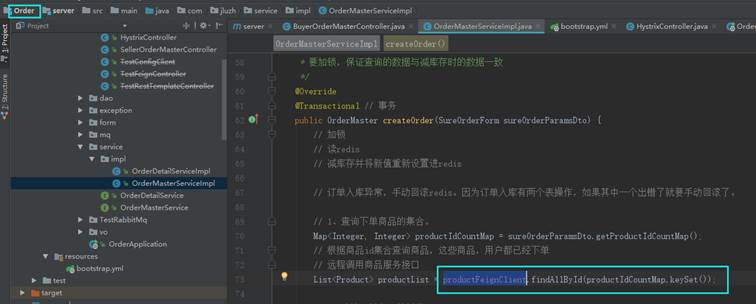 Order server src main java com jluzh service impl OrderMasterServiceImpl
Project
server BuyerOrderMasterController.java OrderMasterServiceImpl.java bootstrap.yml HystrixController.java
OrderMasterServiceImpl createOrder()
1: Project
2: Structure
HystrixController
SellerOrderMasterController
TestConfigClient
TestFeignController
TestRestTemplateController
dao
exception
form
mq
service
impl
OrderDetailServiceImpl
OrderMasterServiceImpl
OrderDetailService
OrderMasterService
TestRabbitMq
vo
OrderApplication
resources
bootstrap.yml
test
target
58 * 要加锁，保证查询的数据与减库存时的数据一致
59 */
60 @Override
61 @Transactional // 事务
62 public OrderMaster createOrder(SureOrderForm sureOrderParamsDto) {
63 // 加锁
64 // 读redis
65 // 减库存并将新值重新设置进redis
66
67 // 订单入库异常，手动回滚redis。因为订单入库有两个表操作，如果其中一个出错了就要手动回滚了。
68
69 // 1、查询下单商品的集合。
70 Map<Integer, Integer> productIdCountMap = sureOrderParamsDto.getProductIdCountMap();
71 // 根据商品id集合查询商品，这些商品，用户都已经下单
72 // 远程调用商品服务接口
73 List<Product> productList = productFeignClient.findAllById(productIdCountMap.keySet());
74